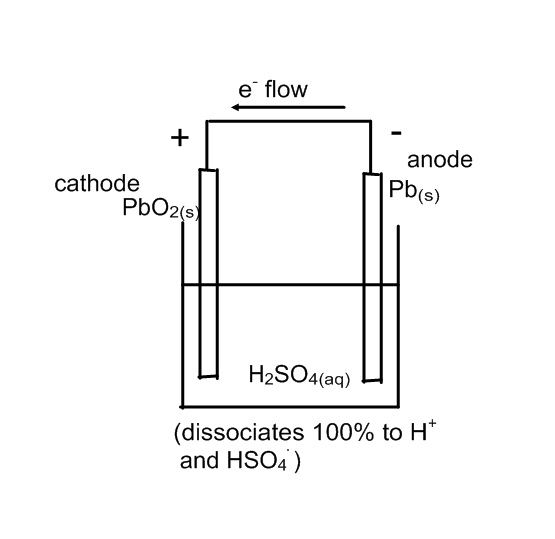 e⁻ flow
+
-
anode
cathode
Pb(s)
PbO₂(s)
H₂SO₄(aq)
(dissociates 100% to H⁺
and HSO₄⁻)